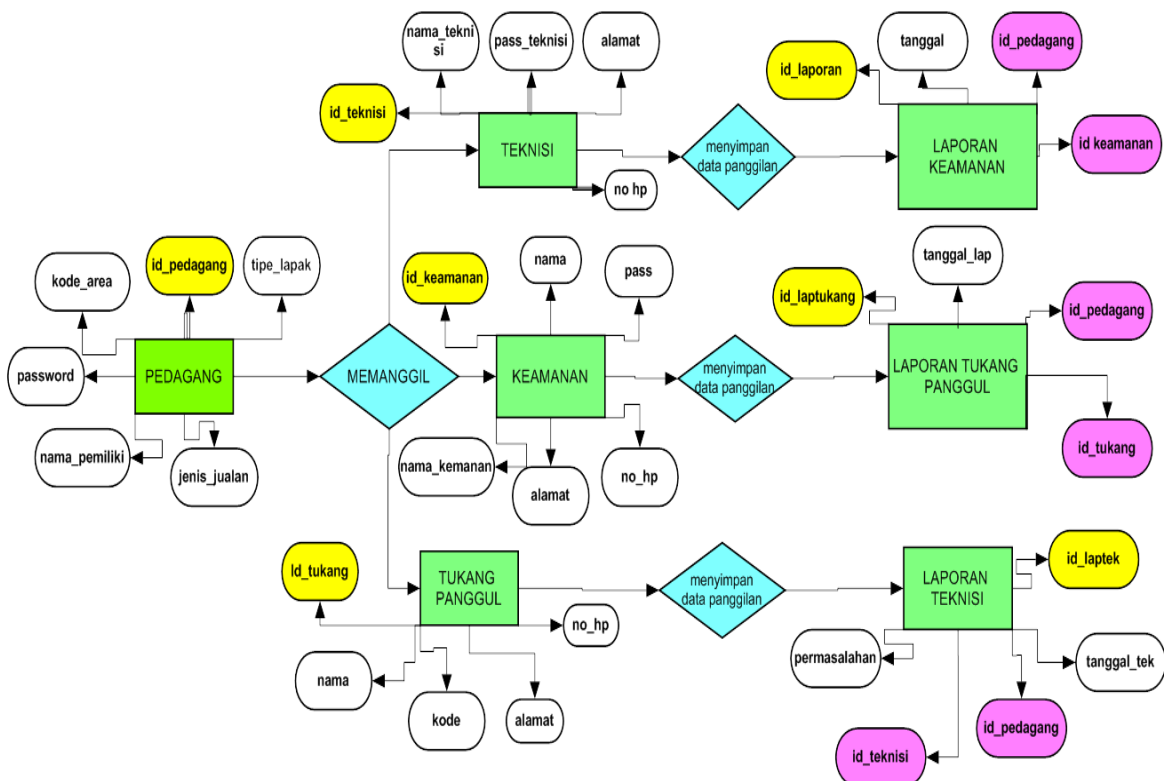 nama_tekni
si
pass_teknisi
alamat
id_teknisi
TEKNISI
no hp
menyimpan
data panggilan
tanggal
id_pedagang
id_laporan
LAPORAN
KEAMANAN
id keamanan
kode_area
id_pedagang
tipe_lapak
password
PEDAGANG
nama_pemiliki
jenis_jualan
MEMANGGIL
id_keamanan
nama
pass
KEAMANAN
nama_kemanan
alamat
no_hp
menyimpan
data panggilan
tanggal_lap
id_laptukang
id_pedagang
LAPORAN TUKANG
PANGGUL
id_tukang
Id_tukang
TUKANG
PANGGUL
no_hp
nama
kode
alamat
menyimpan
data panggilan
LAPORAN
TEKNISI
id_laptek
permasalahan
tanggal_tek
id_pedagang
id_teknisi